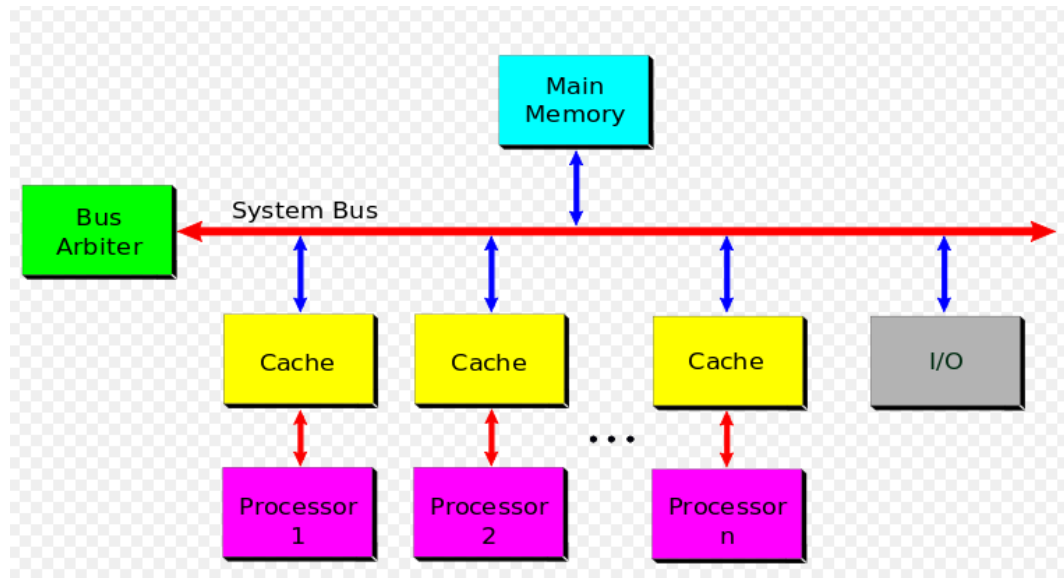 Main
Memory
Bus
Arbiter
System Bus
Cache
Cache
Cache
I/O
...
Processor
1
Processor
2
Processor
n